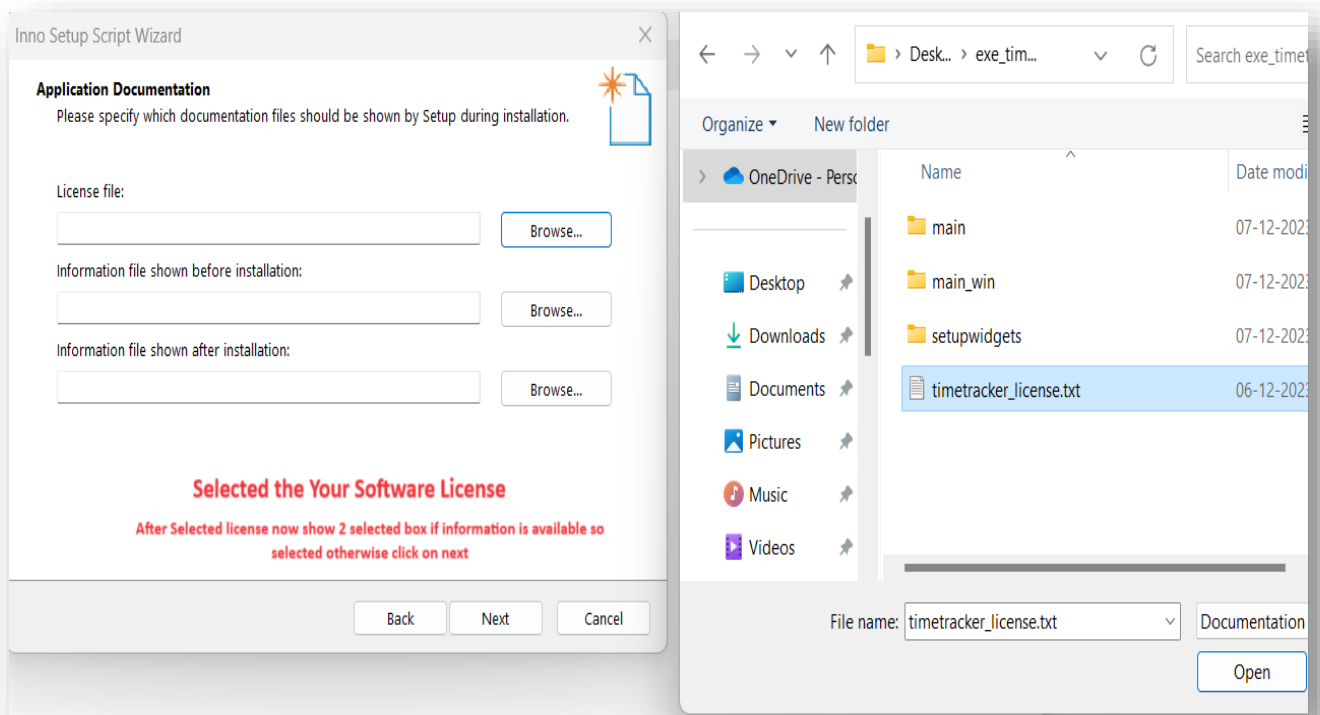 Inno Setup Script Wizard
Application Documentation
Please specify which documentation files should be shown by Setup during installation.
License file:
Browse...
Information file shown before installation:
Browse...
Information file shown after installation:
Browse...
Selected the Your Software License
After Selected license now show 2 selected box if information is available so
selected otherwise click on next
Back Next Cancel
Desk... exe_tim...
Search exe_timet
Organize New folder
OneDrive - Perso
Desktop
Downloads
Documents
Pictures
Music
Videos
Name Date modi
main 07-12-2023
main_win 07-12-2023
setupwidgets 07-12-2023
timetracker_license.txt 06-12-2023
File name: timetracker_license.txt Documentation
Open